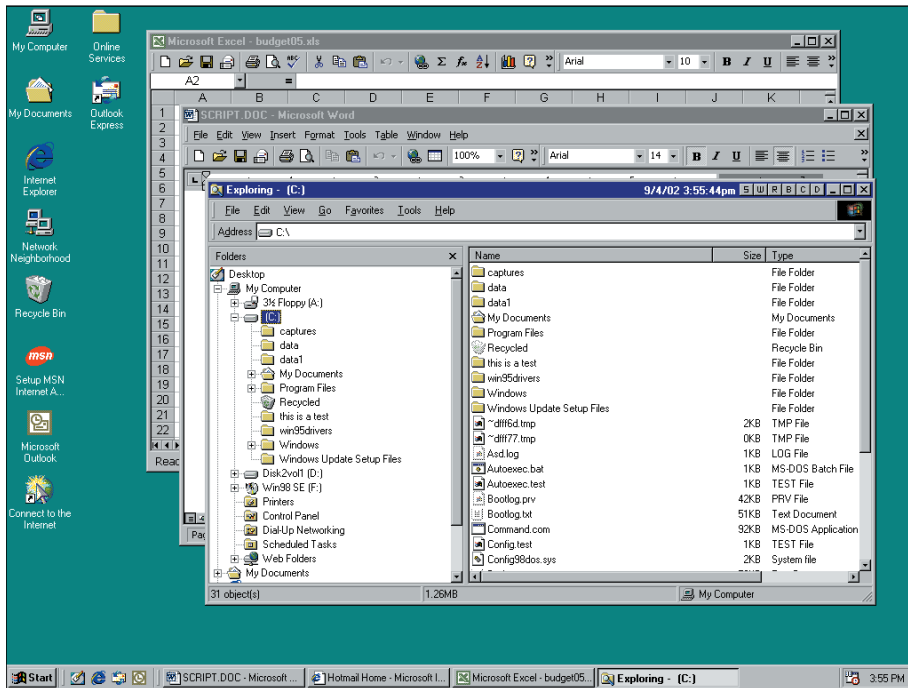 My Computer
Online
Services
My Documents
Outlook
Express
Internet
Explorer
Network
Neighborhood
Recycle Bin
msn
Setup MSN
Internet A...
Microsoft
Outlook
Connect to the
Internet
Microsoft Excel - budget05.xls
Arial 10 B I U
A2 =
A B C D E F G H I J K
1
2
3
4
5
6
7
8
9
10
11
12
13
14
15
16
17
18
19
20
21
22
Reac
SCRIPT.DOC - Microsoft Word
File Edit View Insert Format Tools Table Window Help
100% Arial 14 B I U
Pag
Exploring - (C:) 9/4/02 3:55:44pm S W R B C D
File Edit View Go Favorites Tools Help
Address C:\
Folders
Desktop
My Computer
3½ Floppy (A:)
(C:)
captures
data
data1
My Documents
Program Files
Recycled
this is a test
win95drivers
Windows
Windows Update Setup Files
Disk2vol1 (D:)
Win98 SE (F:)
Printers
Control Panel
Dial-Up Networking
Scheduled Tasks
Web Folders
My Documents
Name Size Type
captures File Folder
data File Folder
data1 File Folder
My Documents My Documents
Program Files File Folder
Recycled Recycle Bin
this is a test File Folder
win95drivers File Folder
Windows File Folder
Windows Update Setup Files File Folder
~dfff6d.tmp 2KB TMP File
~dfff77.tmp 0KB TMP File
Asd.log 1KB LOG File
Autoexec.bat 1KB MS-DOS Batch File
Autoexec.test 1KB TEST File
Bootlog.prv 42KB PRV File
Bootlog.txt 51KB Text Document
Command.com 92KB MS-DOS Application
Config.test 1KB TEST File
Config98dos.sys 2KB System file
31 object(s) 1.26MB My Computer
Start SCRIPT.DOC - Microsoft ... Hotmail Home - Microsoft I... Microsoft Excel - budget05... Exploring - (C:) 3:55 PM